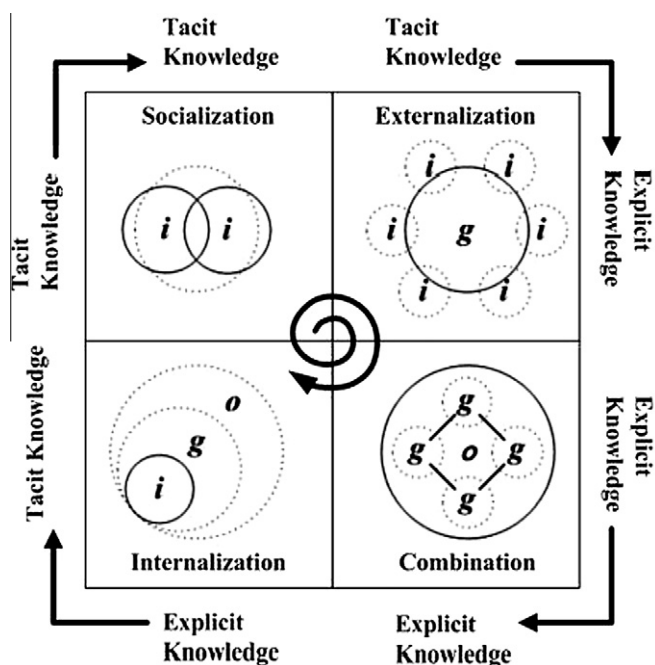 Tacit
Knowledge
Tacit
Knowledge
Tacit
Knowledge
Explicit
Knowledge
Socialization
Externalization
i
i
i
i
i
g
i
i
i
Tacit Knowledge
Explicit
Knowledge
o
g
i
g
g
o
g
g
Internalization
Combination
Explicit
Knowledge
Explicit
Knowledge